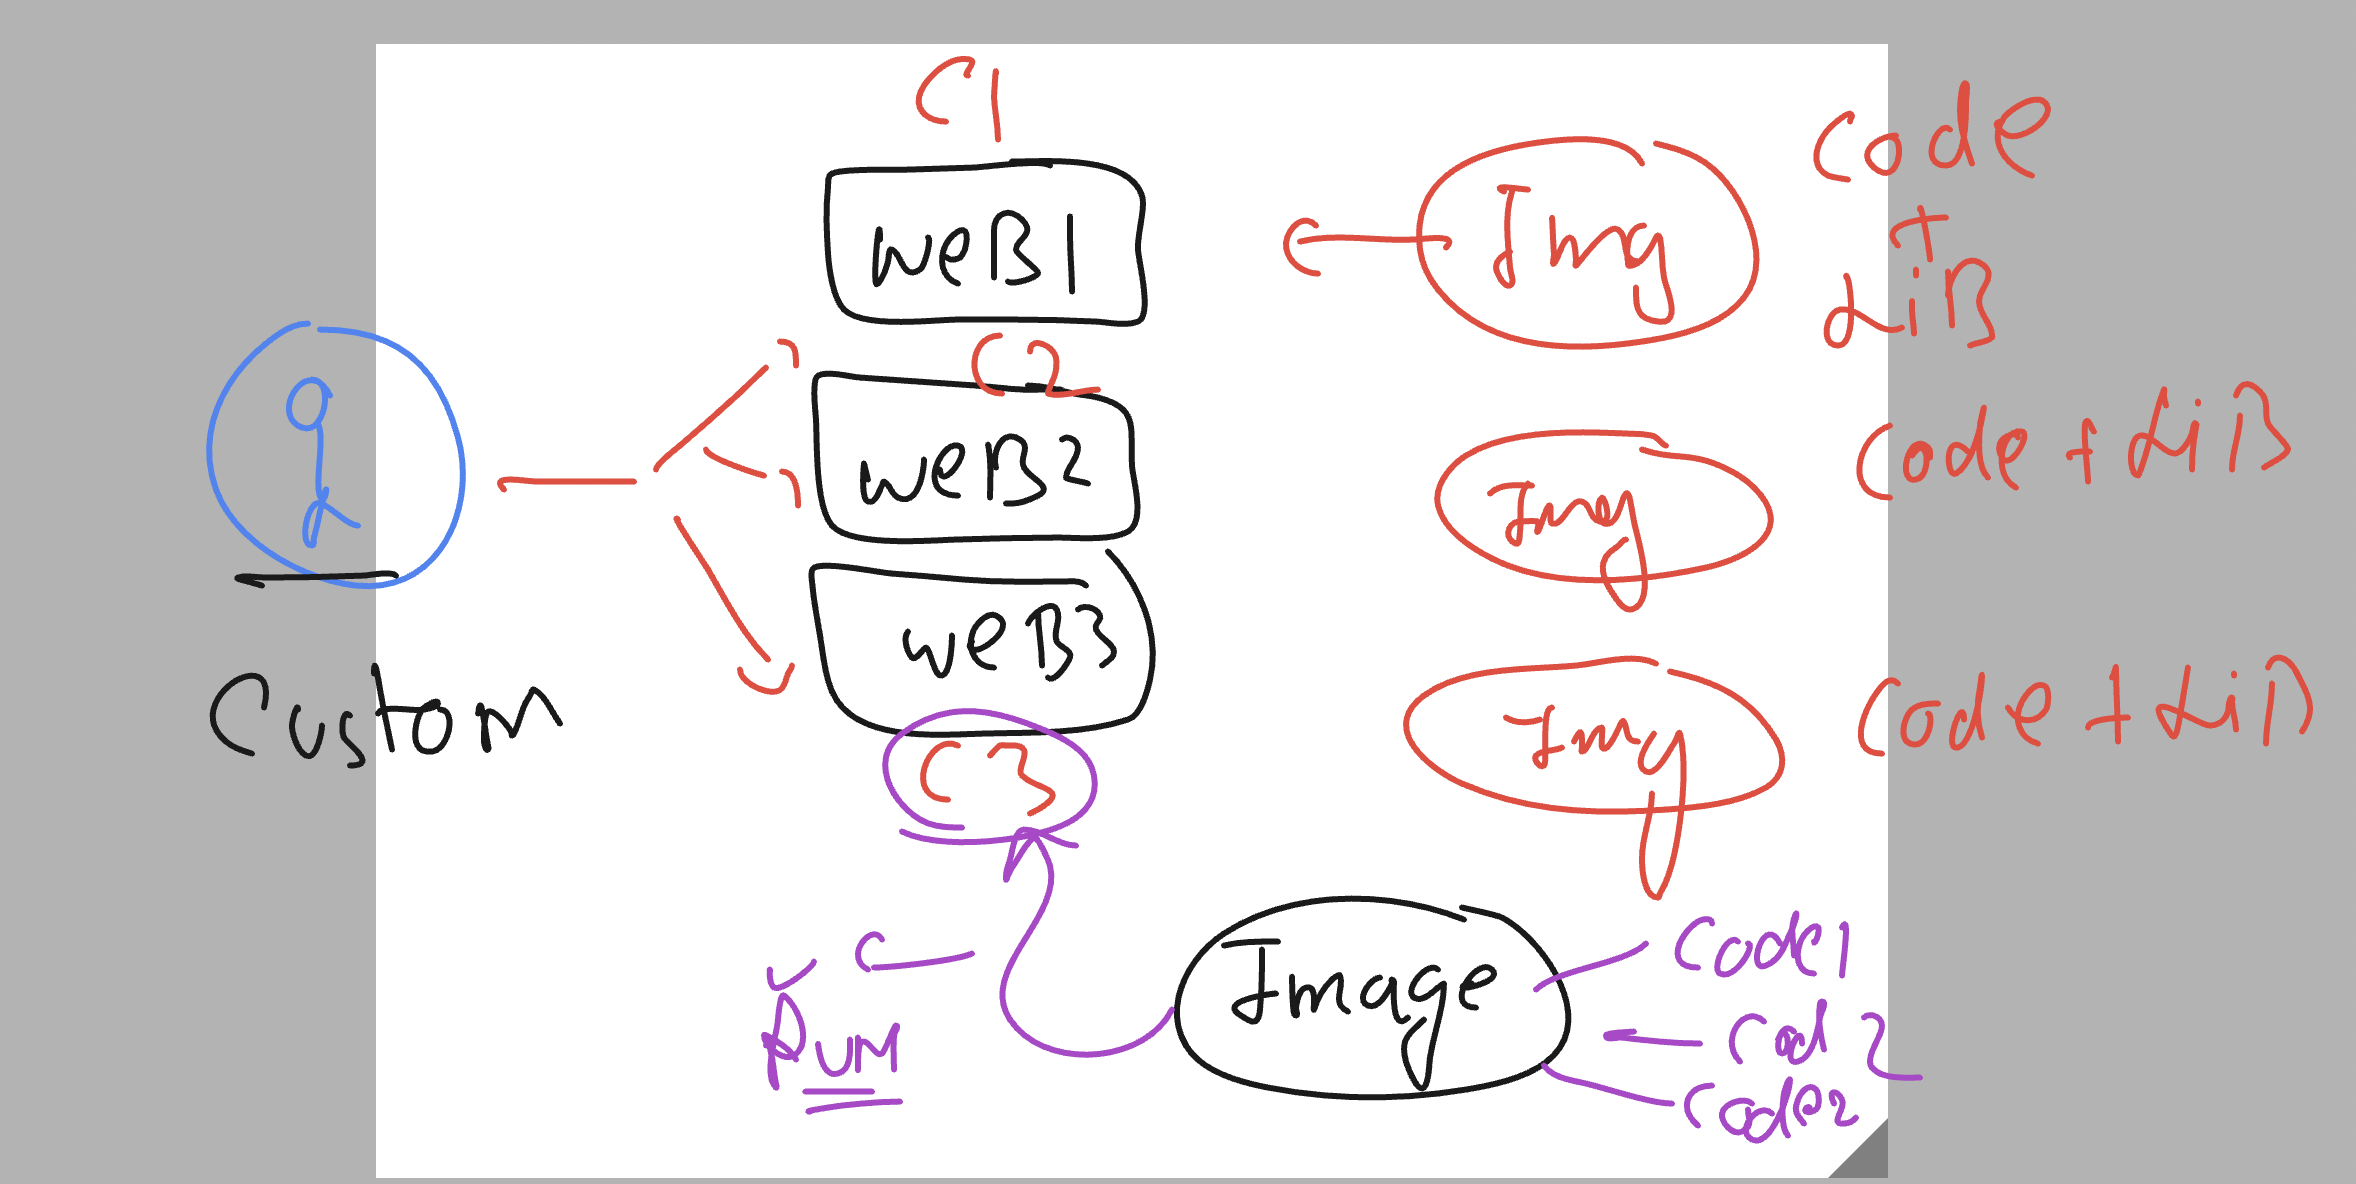 C1
weB1
Img
Code
+
LiB
C2
weB2
Img
Code + LiB
weB3
Custom
C3
Img
Code + LiB
Image
Code1
Cod 2
Code2